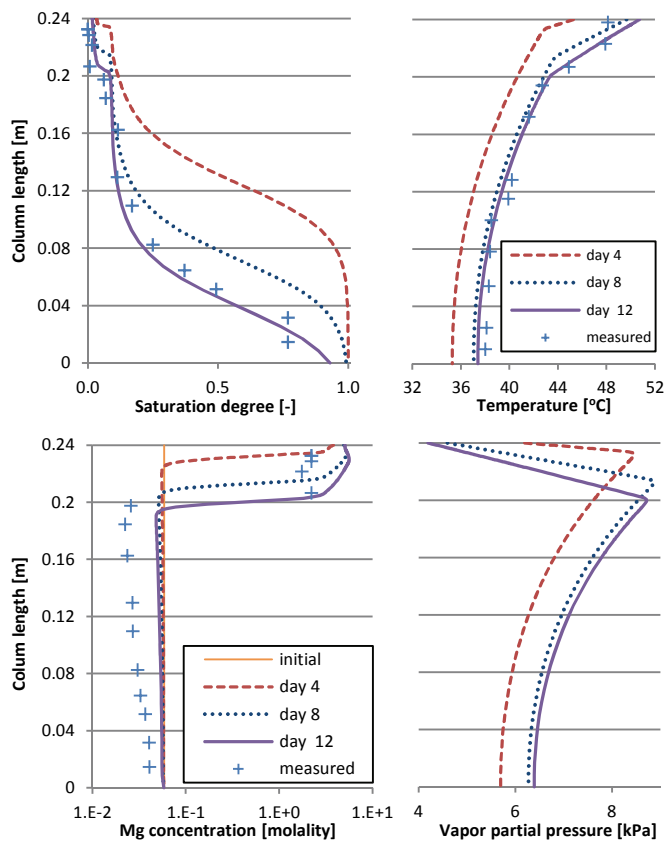 0.24
0.2
0.16
0.12
0.08
0.04
0
Column length [m]
0.0
0.5
1.0
Saturation degree [-]
day 4
day 8
day 12
measured
32
36
40
44
48
52
Temperature [oC]
0.24
0.2
0.16
0.12
0.08
0.04
0
Colum length [m]
initial
day 4
day 8
day 12
measured
1.E-2
1.E-1
1.E+0
1.E+1
Mg concentration [molality]
4
6
8
Vapor partial pressure [kPa]